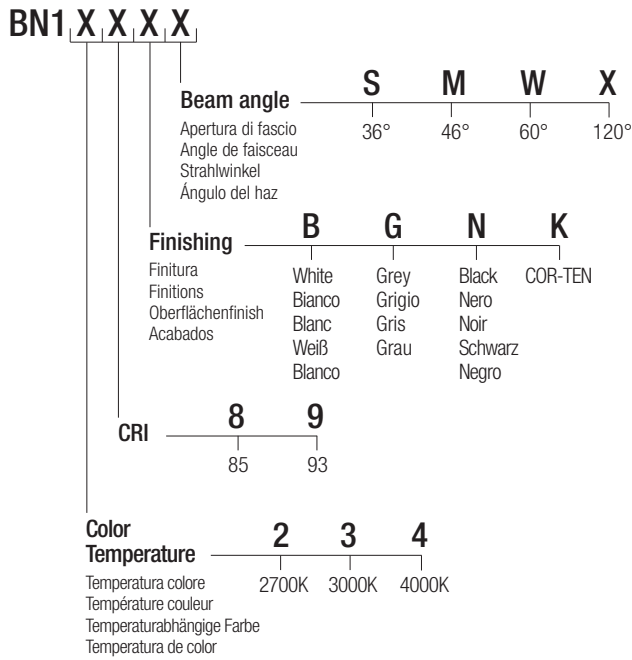 BN1 X X X X
Beam angle
Apertura di fascio
Angle de faisceau
Strahlwinkel
Ángulo del haz
S M W X
36° 46° 60° 120°
Finishing
Finitura
Finitions
Oberflächenfinish
Acabados
B G N K
White Grey Black COR-TEN
Bianco Grigio Nero
Blanc Gris Noir
Weiß Grau Schwarz
Blanco Negro
CRI
8 9
85 93
Color
Temperature
Temperatura colore
Température couleur
Temperaturabhängige Farbe
Temperatura de color
2 3 4
2700K 3000K 4000K